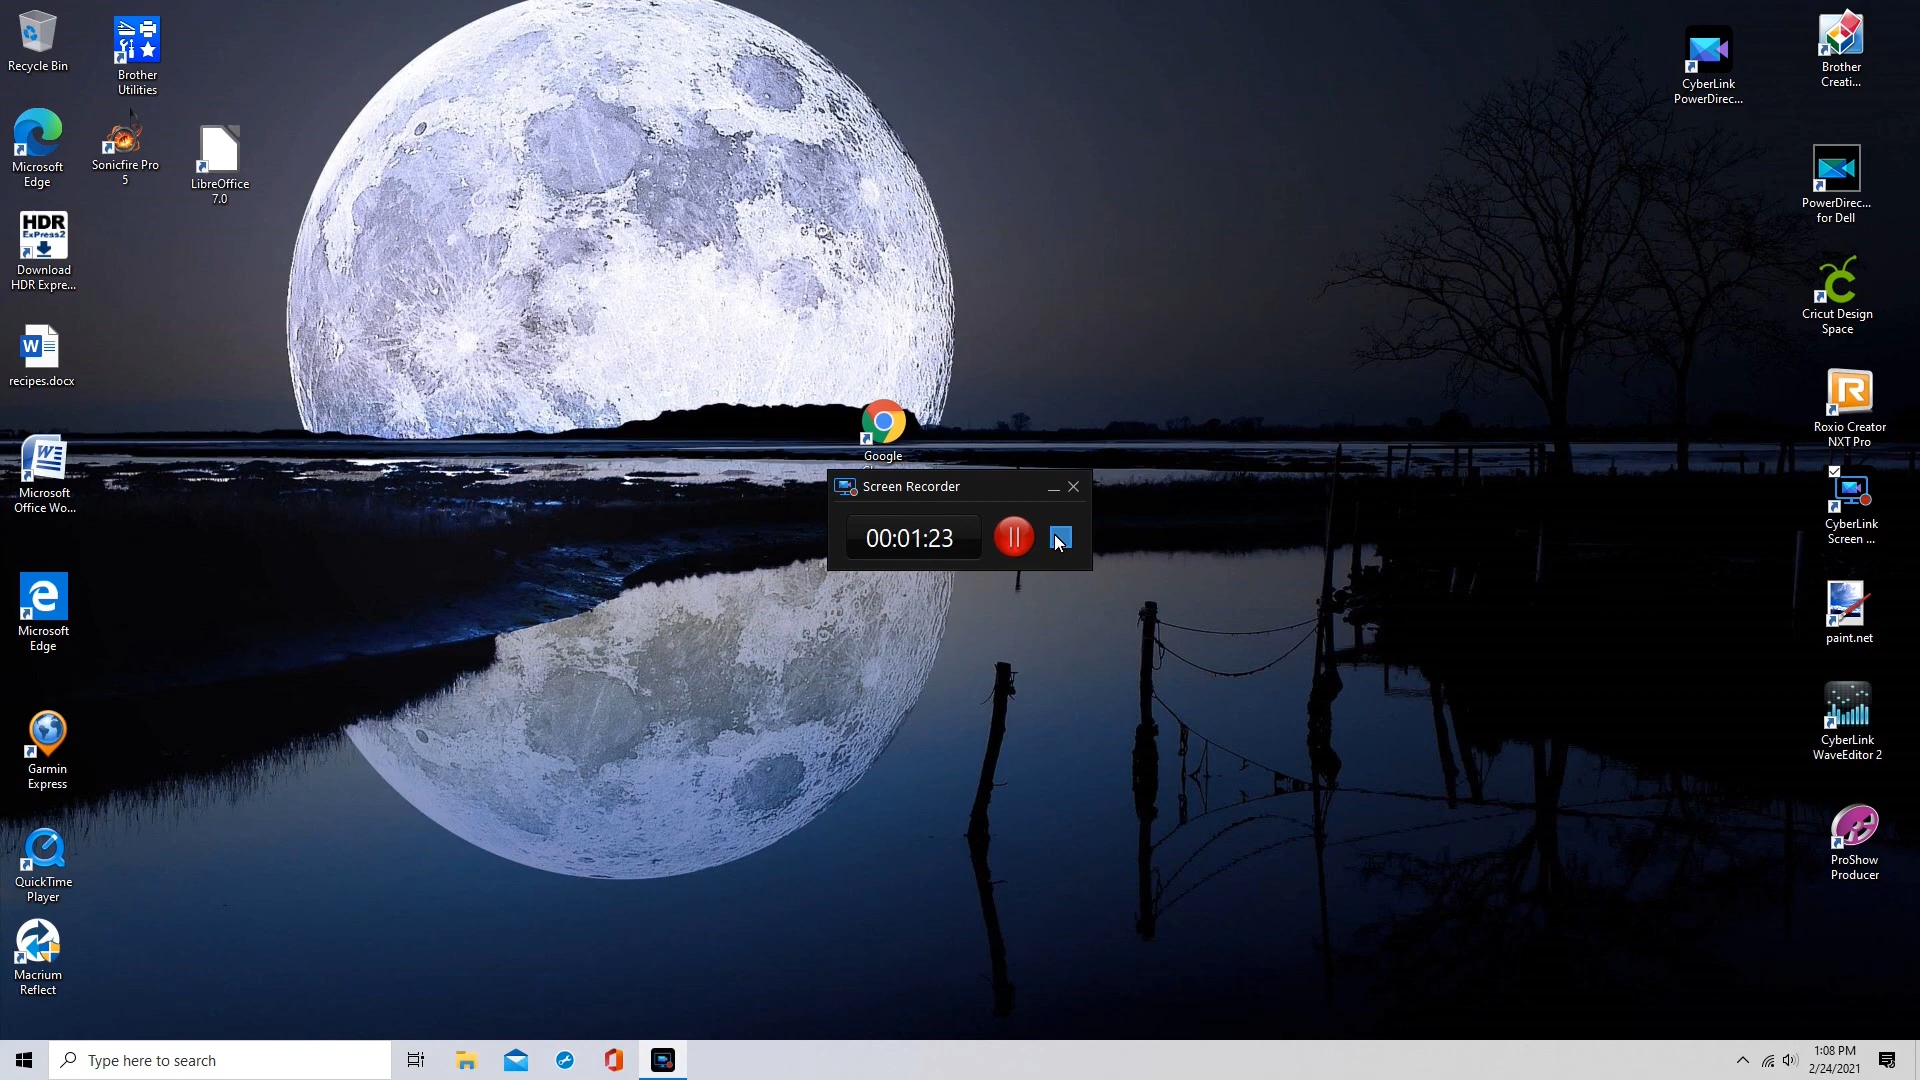 Recycle Bin
Brother
Utilities
Microsoft
Edge
Sonicfire Pro
5
LibreOffice
7.0
HDR
ExPress2
Download
HDR Expre...
W
recipes.docx
W
Microsoft
Office Wo...
Microsoft
Edge
Garmin
Express
QuickTime
Player
Macrium
Reflect
Google
Screen Recorder
00:01:23
CyberLink
PowerDirec...
Brother
Creati...
PowerDirec...
for Dell
Cricut Design
Space
R
Roxio Creator
NXT Pro
CyberLink
Screen ...
paint.net
CyberLink
WaveEditor 2
ProShow
Producer
Type here to search
1:08 PM
2/24/2021